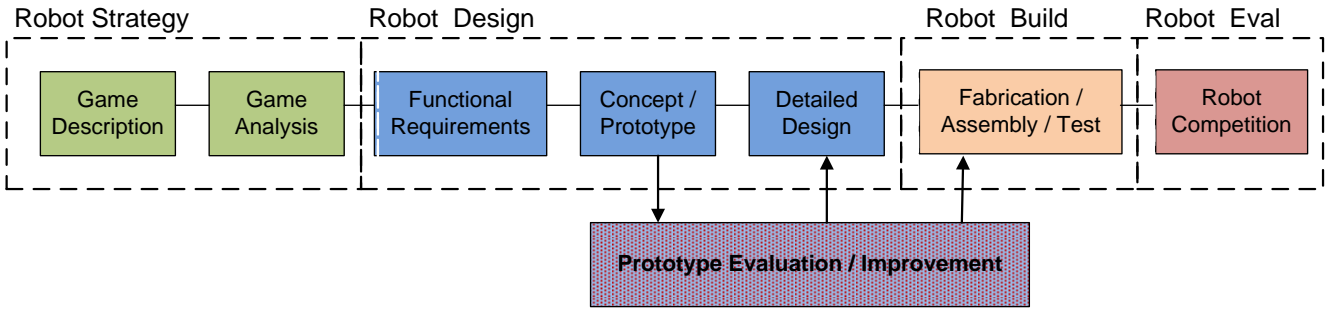 Robot Strategy
Robot Design
Robot Build
Robot Eval
Game
Description
Game
Analysis
Functional
Requirements
Concept /
Prototype
Detailed
Design
Fabrication /
Assembly / Test
Robot
Competition
Prototype Evaluation / Improvement